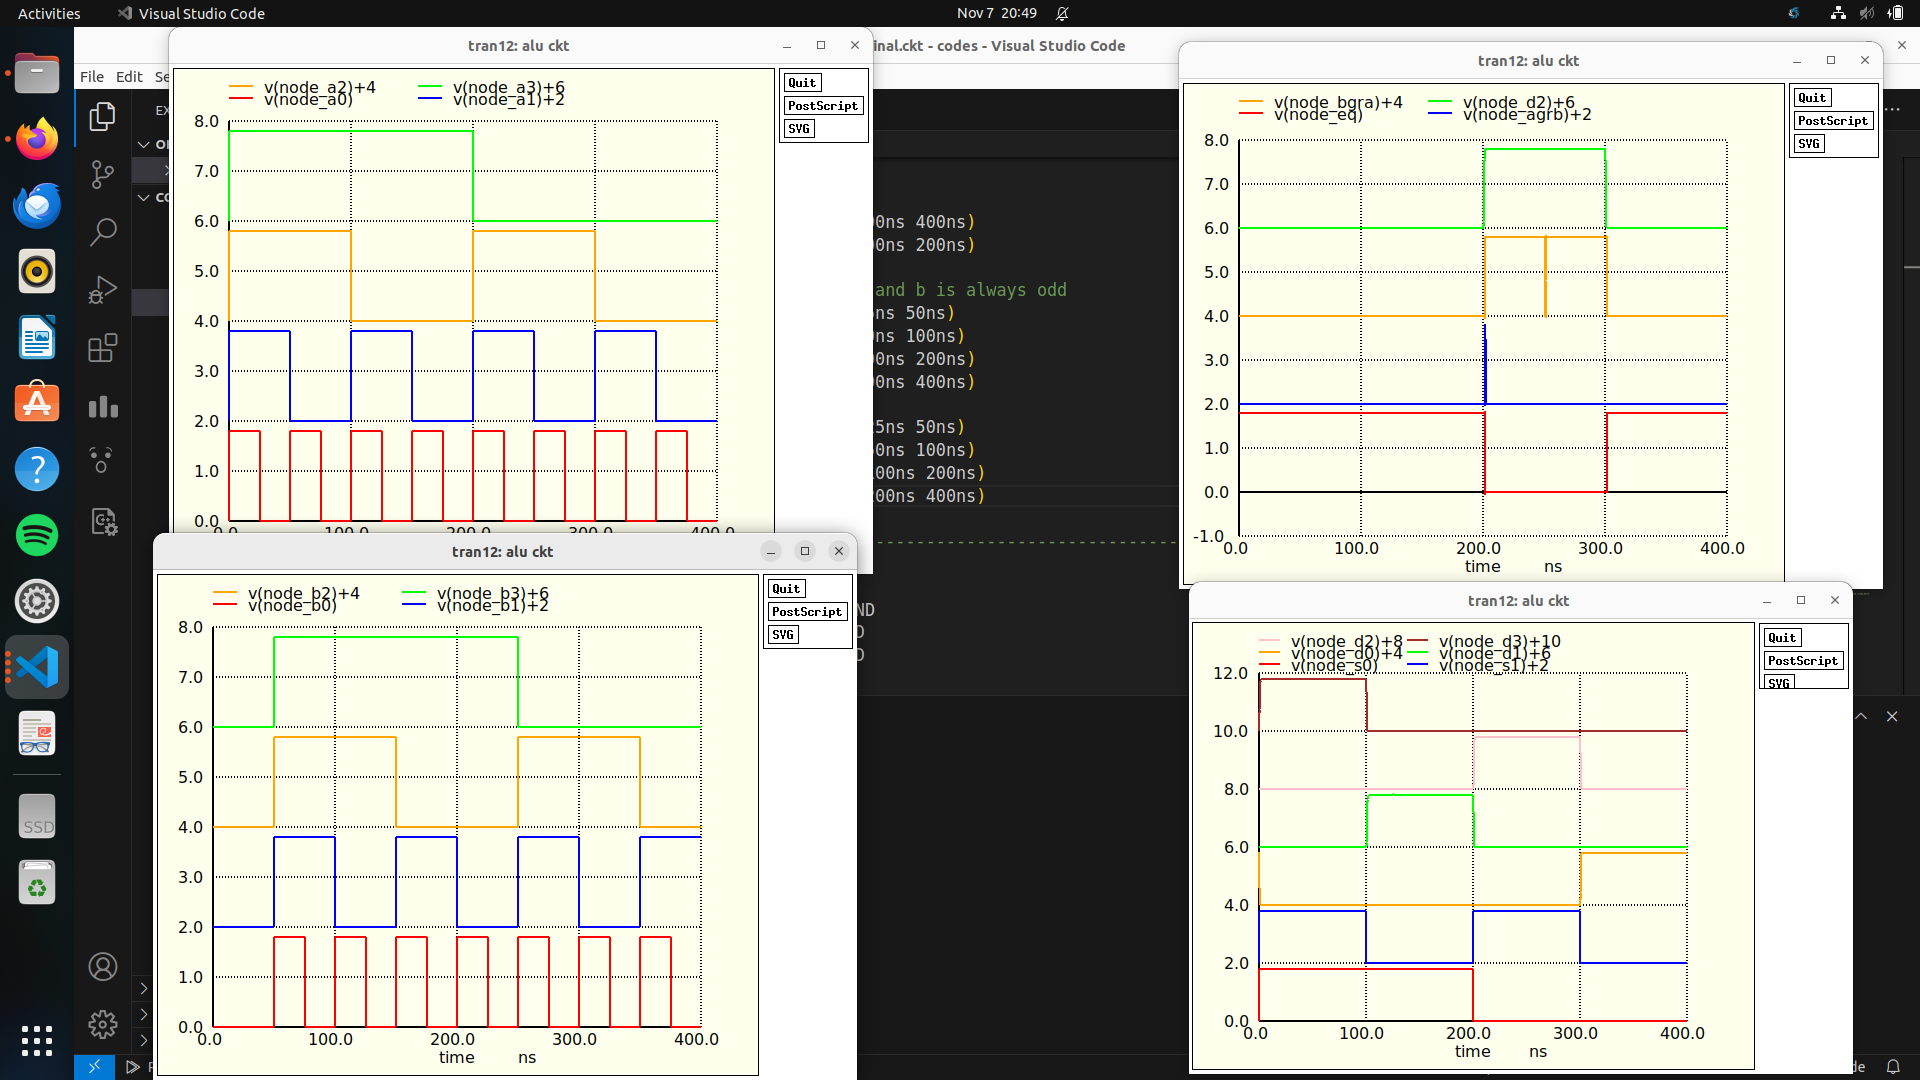 Activities
Visual Studio Code
Nov 7 20:49
inal.ckt - codes - Visual Studio Code
File Edit Se
EX
tran12: alu ckt
v(node_a2)+4
v(node_a3)+6
v(node_a0)
v(node_a1)+2
8.0
7.0
6.0
5.0
4.0
3.0
2.0
1.0
0.0
0.0 100.0 200.0 300.0 400.0
Quit
PostScript
SVG
0ns 400ns)
0ns 200ns)
and b is always odd
ns 50ns)
0ns 100ns)
0ns 200ns)
0ns 400ns)
25ns 50ns)
50ns 100ns)
100ns 200ns)
200ns 400ns)
------------------------------
ND
D
D
tran12: alu ckt
v(node_bgra)+4
v(node_d2)+6
v(node_eq)
v(node_agrb)+2
8.0
7.0
6.0
5.0
4.0
3.0
2.0
1.0
0.0
-1.0
0.0 100.0 200.0 300.0 400.0
time ns
Quit
PostScript
SVG
tran12: alu ckt
v(node_b2)+4
v(node_b3)+6
v(node_b0)
v(node_b1)+2
8.0
7.0
6.0
5.0
4.0
3.0
2.0
1.0
0.0
0.0 100.0 200.0 300.0 400.0
time ns
Quit
PostScript
SVG
tran12: alu ckt
v(node_d2)+8
v(node_d3)+10
v(node_d0)+4
v(node_d1)+6
v(node_s0)
v(node_s1)+2
12.0
10.0
8.0
6.0
4.0
2.0
0.0
0.0 100.0 200.0 300.0 400.0
time ns
Quit
PostScript
SVG
SSD
de